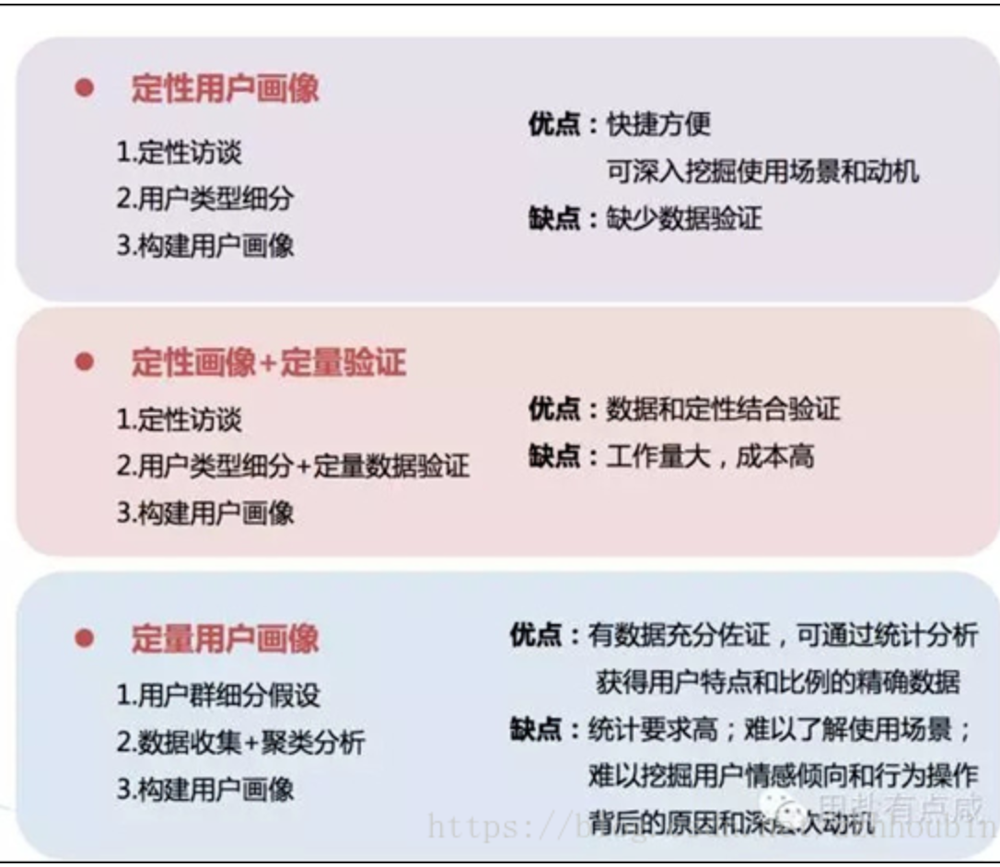 定性用户画像
1.定性访谈
2.用户类型细分
3.构建用户画像
优点：快捷方便
可深入挖掘使用场景和动机
缺点：缺少数据验证
定性画像+定量验证
1.定性访谈
2.用户类型细分+定量数据验证
3.构建用户画像
优点：数据和定性结合验证
缺点：工作量大，成本高
定量用户画像
1.用户群细分假设
2.数据收集+聚类分析
3.构建用户画像
优点：有数据充分佐证，可通过统计分析
获得用户特点和比例的精确数据
缺点：统计要求高；难以了解使用场景；
难以挖掘用户情感倾向和行为操作
背后的原因和深层次动机
有点咸
https://blog